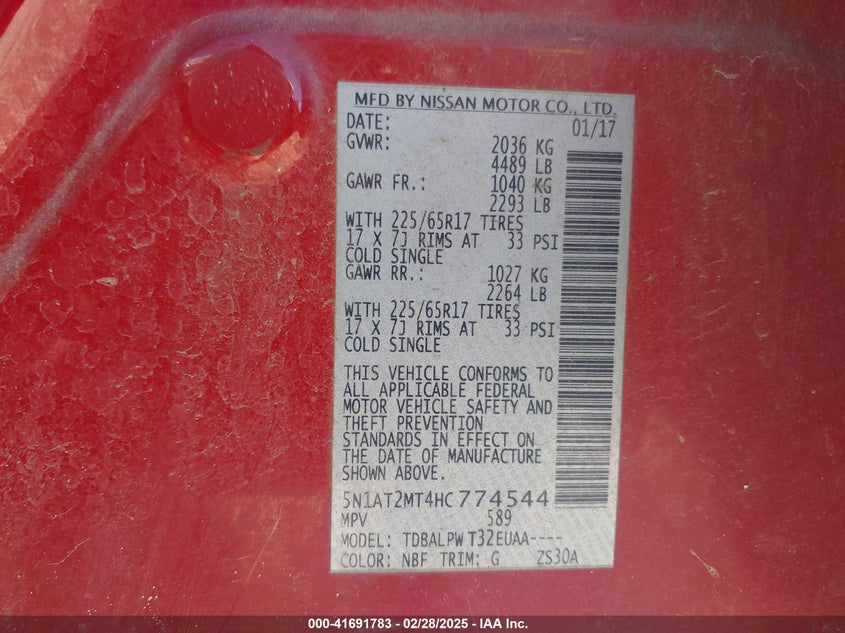 MFD BY NISSAN MOTOR CO., LTD.
DATE: 01/17
GVWR: 2036 KG
4489 LB
GAWR FR.: 1040 KG
2293 LB
WITH 225/65R17 TIRES
17 X 7J RIMS AT 33 PSI
COLD SINGLE
GAWR RR.: 1027 KG
2264 LB
WITH 225/65R17 TIRES
17 X 7J RIMS AT 33 PSI
COLD SINGLE
THIS VEHICLE CONFORMS TO
ALL APPLICABLE FEDERAL
MOTOR VEHICLE SAFETY AND
THEFT PREVENTION
STANDARDS IN EFFECT ON
THE DATE OF MANUFACTURE
SHOWN ABOVE.
5N1AT2MT4HC774544
MPV 589
MODEL: TDBALPW T32EUAA----
COLOR: NBF TRIM: G ZS30A
000-41691783 - 02/28/2025 - IAA Inc.